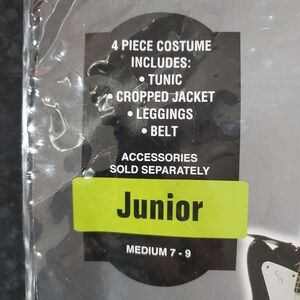 4 PIECE COSTUME
INCLUDES:
• TUNIC
• CROPPED JACKET
• LEGGINGS
• BELT
ACCESSORIES
SOLD SEPARATELY
Junior
MEDIUM 7 - 9